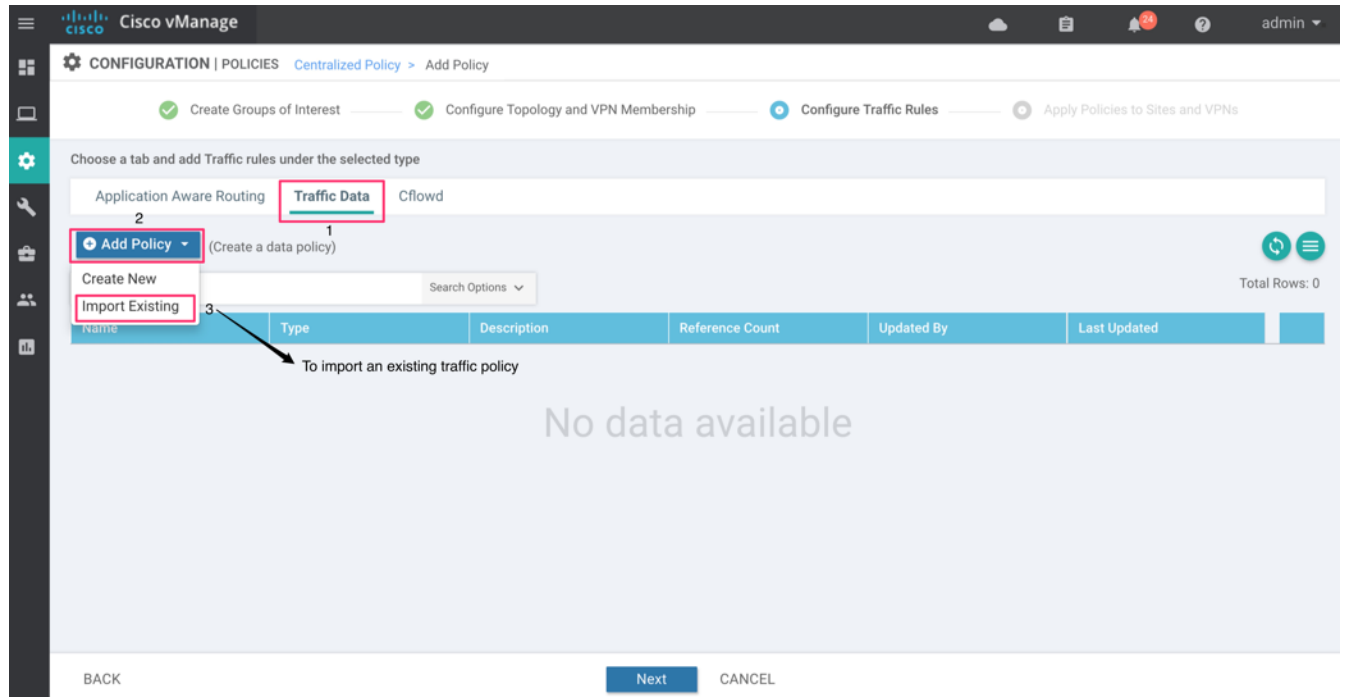 cisco Cisco vManage 24 admin
CONFIGURATION | POLICIES Centralized Policy > Add Policy
Create Groups of Interest Configure Topology and VPN Membership Configure Traffic Rules Apply Policies to Sites and VPNs
Choose a tab and add Traffic rules under the selected type
Application Aware Routing Traffic Data Cflowd
2
1
Add Policy (Create a data policy)
Create New
Search Options Total Rows: 0
Import Existing 3
Name Type Description Reference Count Updated By Last Updated
To import an existing traffic policy
No data available
BACK Next CANCEL